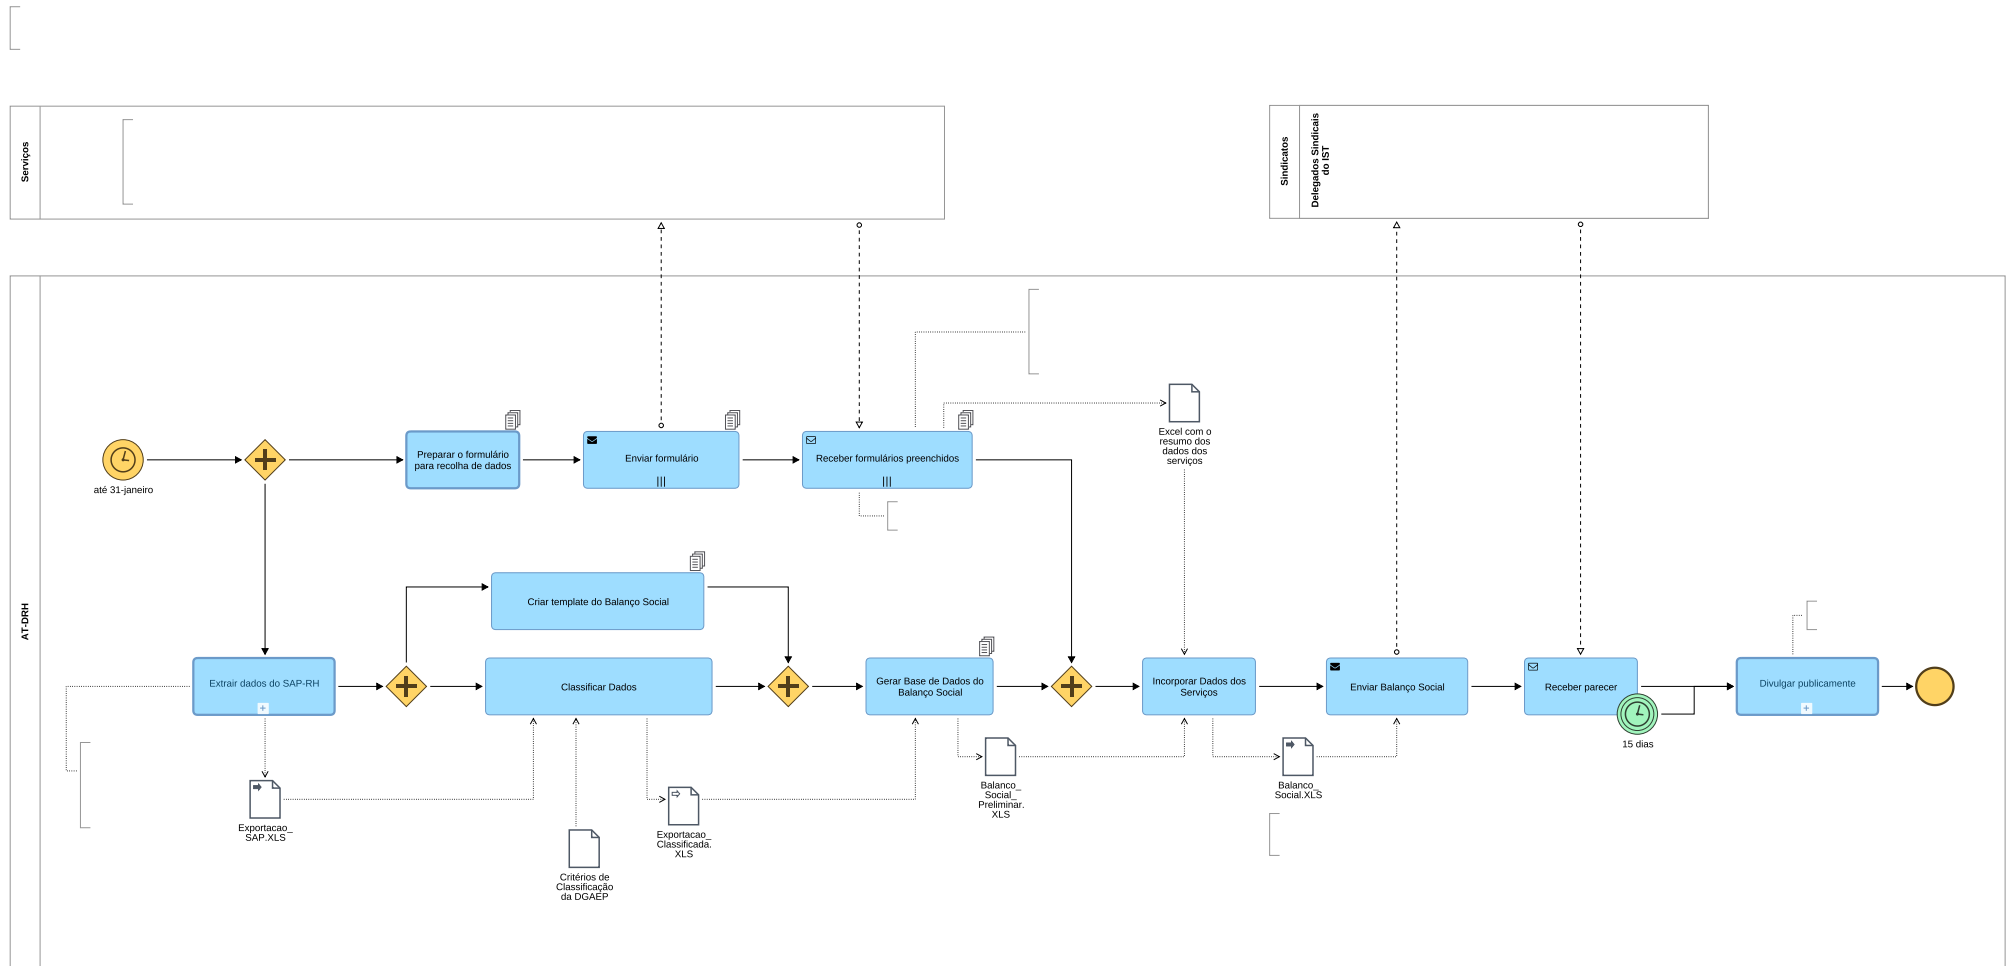 Serviços
Sindicatos
Delegados Sindicais
do IST
AT-DRH
até 31-janeiro
Preparar o formulário
para recolha de dados
Enviar formulário
Receber formulários preenchidos
Excel com o
resumo dos
dados dos
serviços
Criar template do Balanço Social
Extrair dados do SAP-RH
Classificar Dados
Gerar Base de Dados do
Balanço Social
Incorporar Dados dos
Serviços
Enviar Balanço Social
Receber parecer
Divulgar publicamente
15 dias
Exportacao_
SAP.XLS
Critérios de
Classificação
da DGAEP
Exportacao_
Classificada.
XLS
Balanco_
Social_
Preliminar.
XLS
Balanco_
Social.XLS